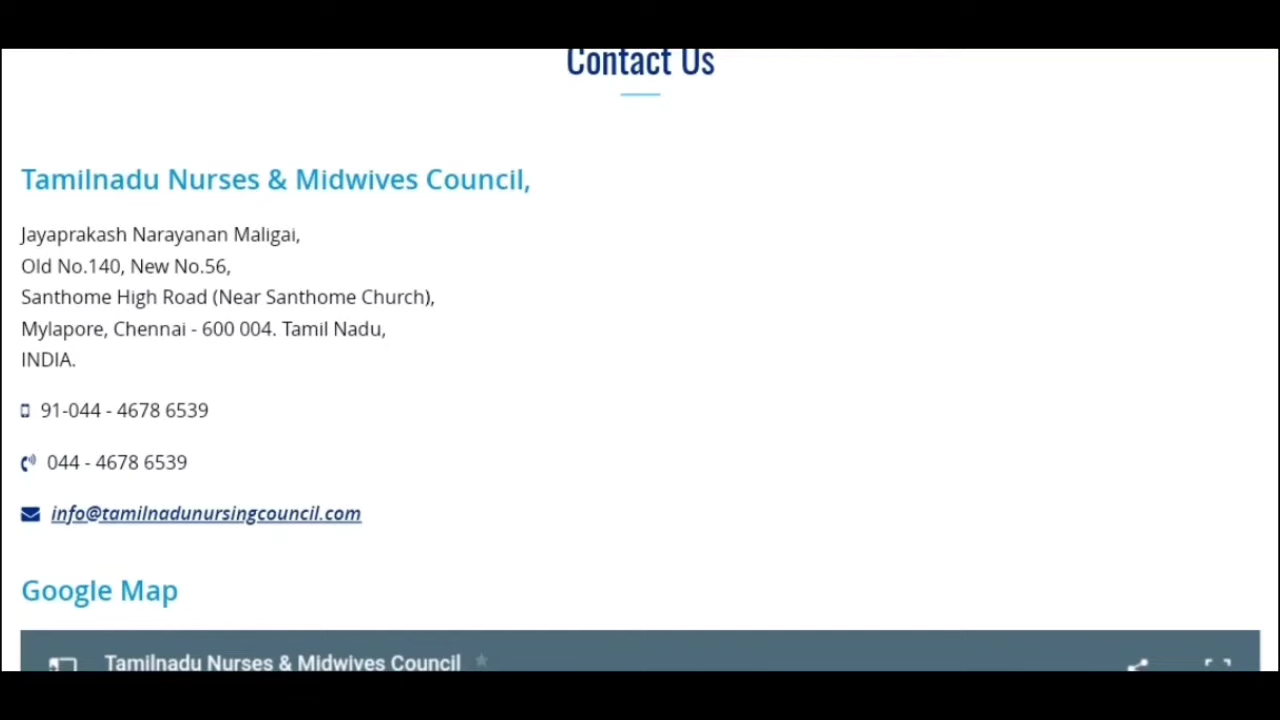 Contact Us
Tamilnadu Nurses & Midwives Council,
Jayaprakash Narayanan Maligai,
Old No.140, New No.56,
Santhome High Road (Near Santhome Church),
Mylapore, Chennai - 600 004. Tamil Nadu,
INDIA.
91-044 - 4678 6539
044 - 4678 6539
info@tamilnadunursingcouncil.com
Google Map
Tamilnadu Nurses & Midwives Council